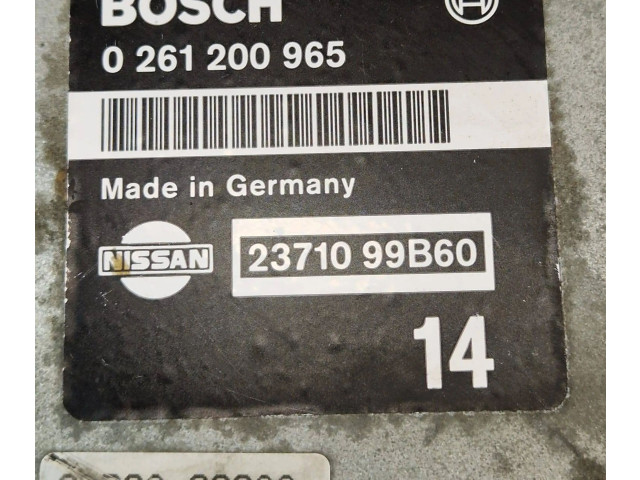 BOSCH
0 261 200 965
Made in Germany
NISSAN
23710 99B60
14